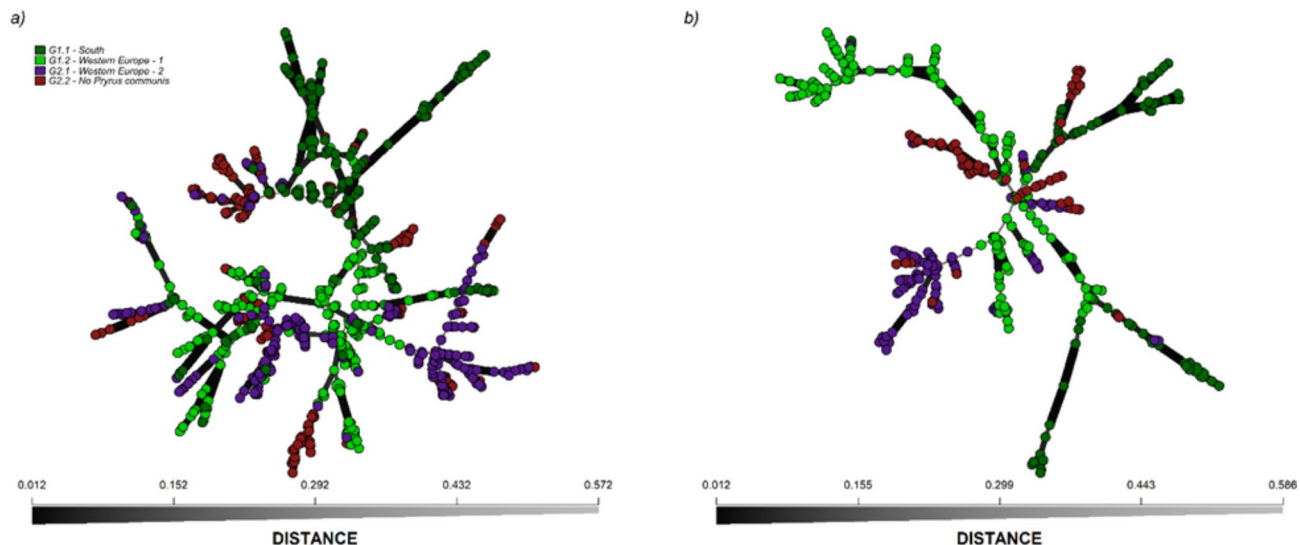 a)
G1.1 - South
G1.2 - Western Europe - 1
G2.1 - Western Europe - 2
G2.2 - No Pryrus communis
0.012 0.152 0.292 0.432 0.572
DISTANCE
b)
0.012 0.155 0.299 0.443 0.586
DISTANCE